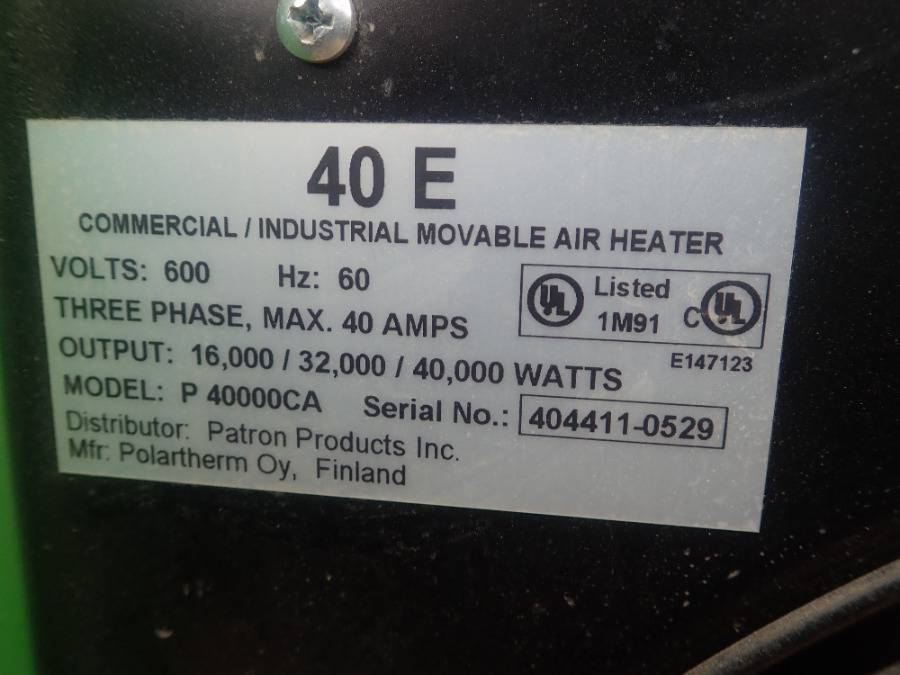 40 E
COMMERCIAL / INDUSTRIAL MOVABLE AIR HEATER
VOLTS: 600 Hz: 60
THREE PHASE, MAX. 40 AMPS
UL Listed 1M91 C UL
E147123
OUTPUT: 16,000 / 32,000 / 40,000 WATTS
MODEL: P 40000CA Serial No.: 404411-0529
Distributor: Patron Products Inc.
Mfr: Polartherm Oy, Finland